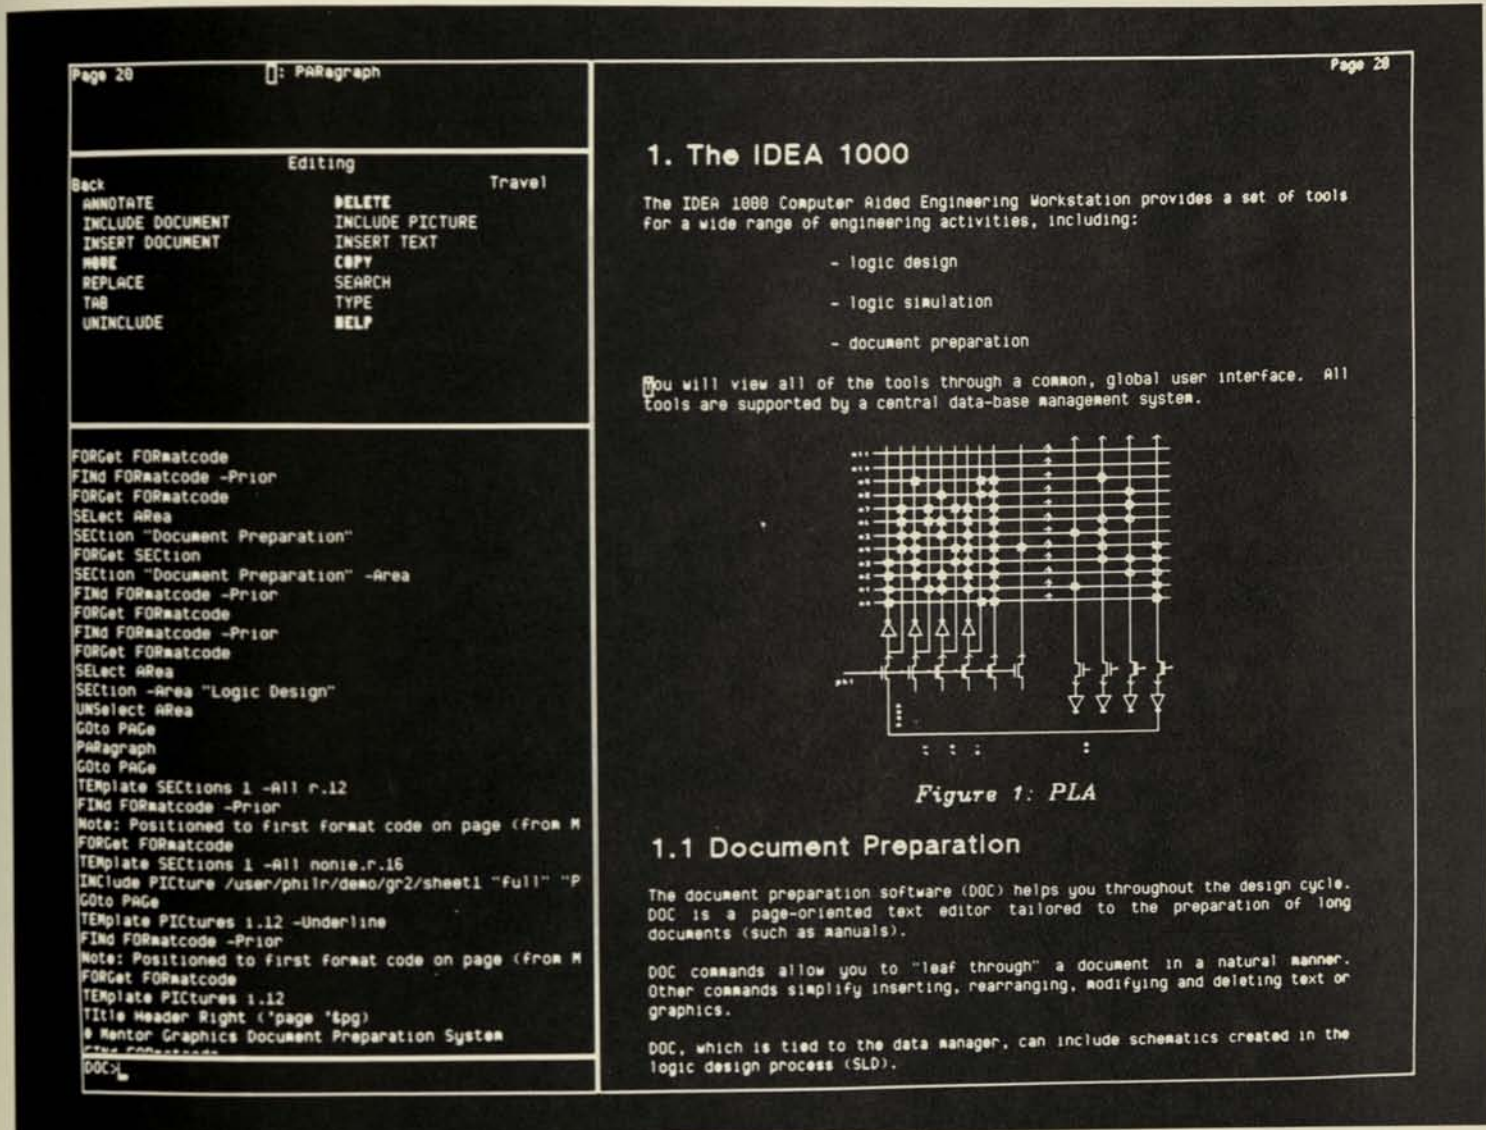 Page 20 []: PARagraph
Editing
Back Travel
ANNOTATE DELETE
INCLUDE DOCUMENT INCLUDE PICTURE
INSERT DOCUMENT INSERT TEXT
MOVE COPY
REPLACE SEARCH
TAB TYPE
UNINCLUDE HELP
FORGet FORmatcode
FINd FORmatcode -Prior
FORGet FORmatcode
SELect ARea
SECtion "Document Preparation"
FORGet SECtion
SECtion "Document Preparation" -Area
FINd FORmatcode -Prior
FORGet FORmatcode
FINd FORmatcode -Prior
FORGet FORmatcode
SELect ARea
SECtion -Area "Logic Design"
UNSelect ARea
GOto PAGe
PARagraph
GOto PAGe
TEMplate SECtions 1 -All r.12
FINd FORmatcode -Prior
Note: Positioned to first format code on page (from M
FORGet FORmatcode
TEMplate SECtions 1 -All nonie.r.16
INClude PICture /user/philr/demo/gr2/sheet1 "full" "P
GOto PAGe
TEMplate PICtures i.12 -Underline
FINd FORmatcode -Prior
Note: Positioned to first format code on page (from M
FORGet FORmatcode
TEMplate PICtures i.12
TItle Header Right ('page '&pg)
# Mentor Graphics Document Preparation System
DOC>
Page 20
1. The IDEA 1000
The IDEA 1000 Computer Aided Engineering Workstation provides a set of tools
for a wide range of engineering activities, including:
- logic design
- logic simulation
- document preparation
You will view all of the tools through a common, global user interface. All
tools are supported by a central data-base management system.
phi
Figure 1: PLA
1.1 Document Preparation
The document preparation software (DOC) helps you throughout the design cycle.
DOC is a page-oriented text editor tailored to the preparation of long
documents (such as manuals).
DOC commands allow you to "leaf through" a document in a natural manner.
Other commands simplify inserting, rearranging, modifying and deleting text or
graphics.
DOC, which is tied to the data manager, can include schematics created in the
logic design process (SLD).